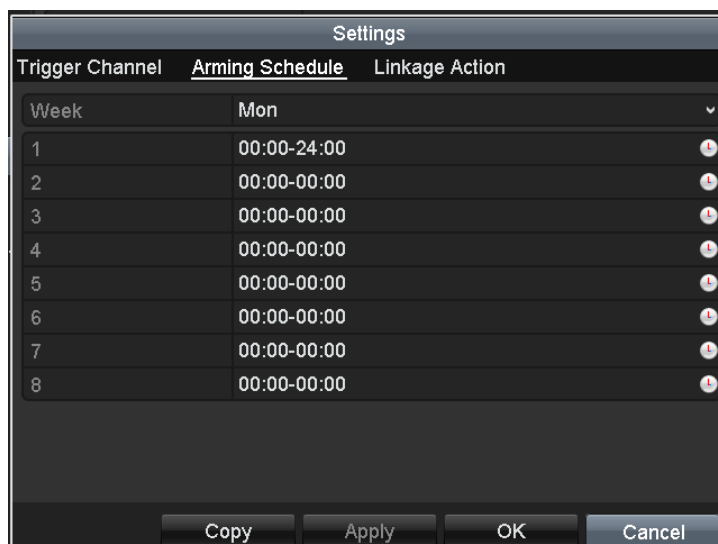 Settings
Trigger Channel Arming Schedule Linkage Action
Week Mon
1 00:00-24:00
2 00:00-00:00
3 00:00-00:00
4 00:00-00:00
5 00:00-00:00
6 00:00-00:00
7 00:00-00:00
8 00:00-00:00
Copy Apply OK Cancel